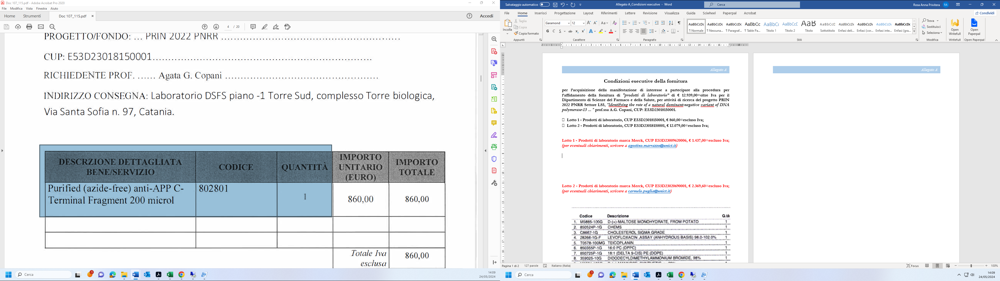 Doc 107_115.pdf - Adobe Acrobat Pro 2020
File Modifica Vista Finestra Aiuto
Home Strumenti Doc 107_115.pdf × Accedi
4 / 20
PROGETTO/FONDO: ... PRIN 2022 PNRR ............................................................
CUP: E53D23018150001......................................................................
RICHIEDENTE PROF. ...... Agata G. Copani .................................................
INDIRIZZO CONSEGNA: Laboratorio DSFS piano -1 Torre Sud, complesso Torre biologica,
Via Santa Sofia n. 97, Catania.
DESCRZIONE DETTAGLIATA BENE/SERVIZIO CODICE QUANTITÀ IMPORTO UNITARIO (EURO) IMPORTO TOTALE
Purified (azide-free) anti-APP C- 802801
Terminal Fragment 200 microl 1 860,00 860,00
Totale Iva 860,00
esclusa
Cerca
14:09
24/05/2024
Salvataggio automatico Allegato A_Condizioni esecutive - Word Cerca Rosa Anna Privitera RA
File Home Inserisci Progettazione Layout Riferimenti Lettere Revisione Visualizza Guida Sciwheel Paperpal Acrobat Condividi
Incolla Taglia Copia Copia formato
Garamond 12
G C S ab
AaBbCcDc ¶ Normale
AaBbCcDc ¶ Nessuna...
AaBbCcDc ¶ Paragraf...
AaBbCc ¶ Table Pa...
AaBbCc Titolo 1
AaBbCcD Titolo 2
AaB Titolo
AaBbCcD Sottotitolo
AaBbCcDc Enfasi deli...
AaBbCcDc Enfasi (cor...
AaBbCcDc Enfasi inte...
AaBbCcDc Enfasi (gra...
Trova
Sostituisci
Seleziona
Open Writefull
Open Paperpal
Appunti Carattere Paragrafo Stili Modifica Writefull Open Paperpal
Allegato A
Condizioni esecutive della fornitura
per l'acquisizione della manifestazione di interesse a partecipare alla procedura per
l'affidamento della fornitura di "prodotti di laboratorio" di € 12.939,00=oltre Iva per il
Dipartimento di Scienze del Farmaco e della Salute, per attività di ricerca del progetto PRIN
2022 PNRR Settore LS5, "ldentifying the rote of a natural dominant-negative variant of DNA
polymerase-13 ... " prof.ssa A.G. Copani, CUP: E53D23018150001.
Lotto 1 - Prodotti di laboratorio, CUP E53D23018150001, € 860,00=escluso Iva;
Lotto 2 - Prodotti di laboratorio, CUP E53D23018150001, € 12.079,00=escluso Iva;
Lotto 1 - Prodotti di laboratorio marca Merck, CUP E53D23009620006, € 1.437,00=escluso Iva;
(per eventuali chiarimenti, scrivere a agostino.marrazzo@unict.it)
Lotto 2 - Prodotti di laboratorio marca Merck, CUP E53D23020690001, € 2.369,60=escluso Iva;
(per eventuali chiarimenti, scrivere a carmelo.puglia@unict.it)
Codice Descrizione Q.tà
1. M5885-100G D-(+)-MALTOSE MONOHYDRATE, FROM POTATO 1
2. 850524P-1G CHEMS 1
3. C8667-1G CHOLESTEROL SIGMA GRADE 1
4. 28266-1G-F LEVOFLOXACIN ,ASSAY (ANHYDROUS BASIS) 98.0-102.0% 1
5. T0578-100MG TEICOPLANIN 1
6. 850355P-1G 16:0 PC (DPPC) 1
7. 850725P-1G 18:1 (DELTA 9-CIS) PE (DOPE) 1
8. 359025-10G DIDODECYLDIMETHYLAMMONIUM BROMIDE, 98% 1
Allegato A
Pagina 1 di 2 127 parole Italiano (Italia) Focus 100%
Cerca
14:09
24/05/2024